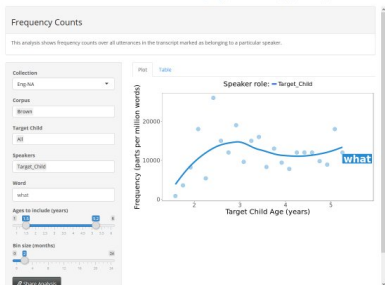 Frequency Counts
This analysis shows frequency counts over all utterances in the transcript marked as belonging to a particular speaker.
Collection
Eng-NA
Corpus
Brown
Target Child
All
Speakers
Target_Child
Word
what
Ages to Include (years)
Bin size (months)
Share Analysis
Plot Table
Speaker role: Target_Child
Frequency (parts per million words)
20000
10000
0
what
2 3 4 5
Target Child Age (years)